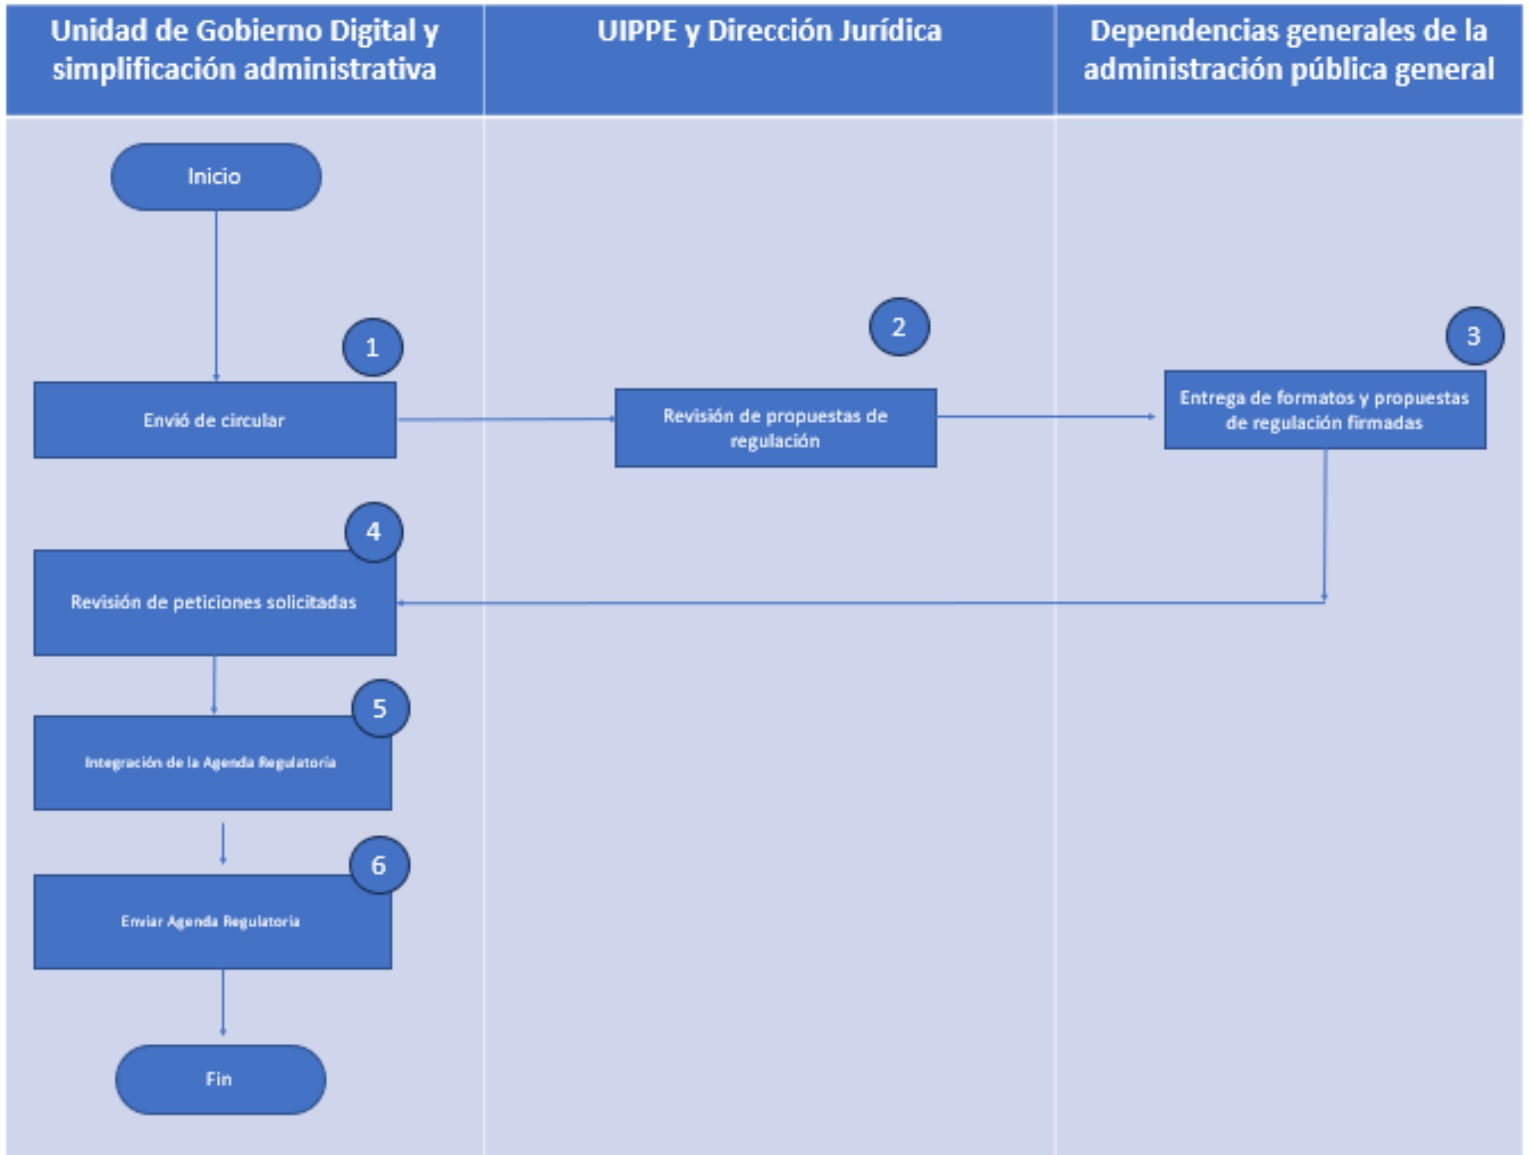 Unidad de Gobierno Digital y
simplificación administrativa
UIPPE y Dirección Jurídica
Dependencias generales de la
administración pública general
Inicio
1
Envió de circular
2
Revisión de propuestas de
regulación
3
Entrega de formatos y propuestas
de regulación firmadas
4
Revisión de peticiones solicitadas
5
Integración de la Agenda Regulatoria
6
Enviar Agenda Regulatoria
Fin